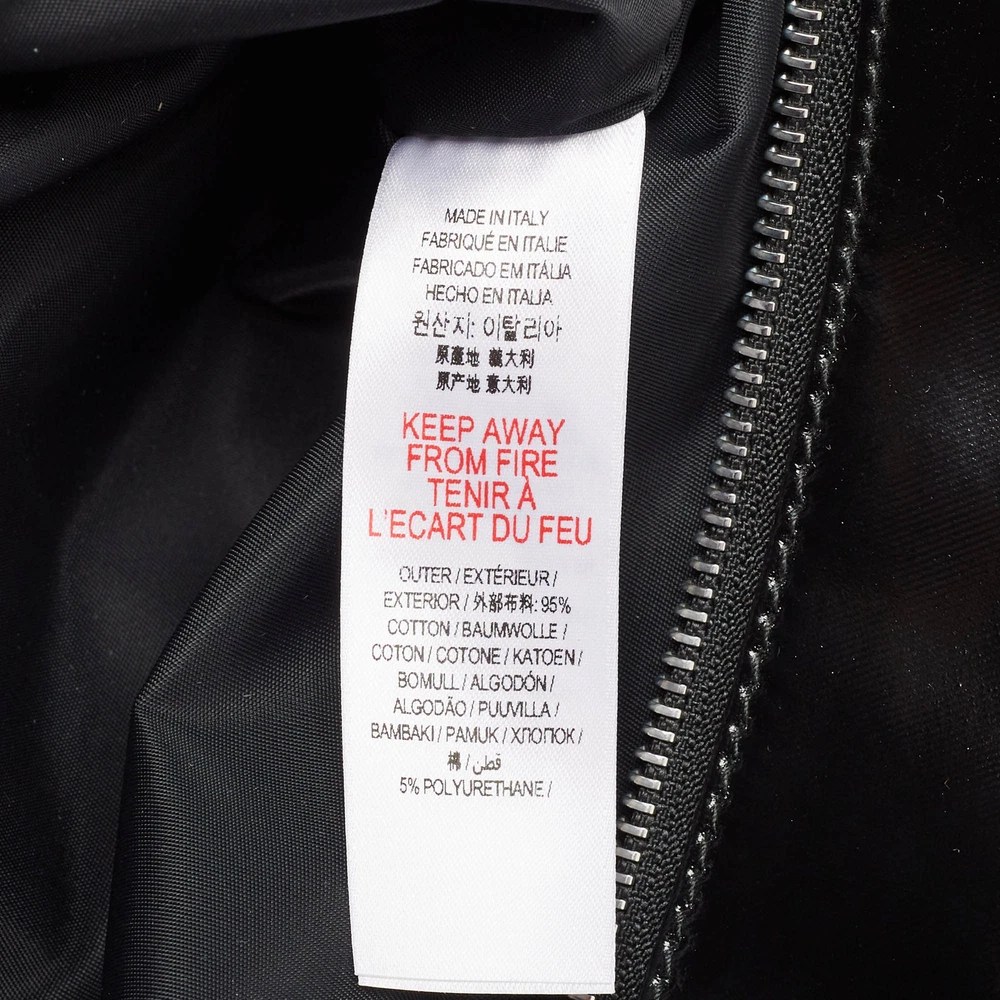 MADE IN ITALY
FABRIQUÉ EN ITALIE
FABRICADO EM ITÁLIA
HECHO EN ITALIA
원산지: 이탈리아
原產地 義大利
原产地 意大利
KEEP AWAY
FROM FIRE
TENIR À
L'ECART DU FEU
OUTER / EXTÉRIEUR /
EXTERIOR / 外部布料: 95%
COTTON / BAUMWOLLE /
COTON / COTONE / KATOEN /
BOMULL / ALGODÓN /
ALGODÃO / PUUVILLA /
BAMBAKI / PAMUK / ХЛОПОК /
棉 / قطن
5% POLYURETHANE /